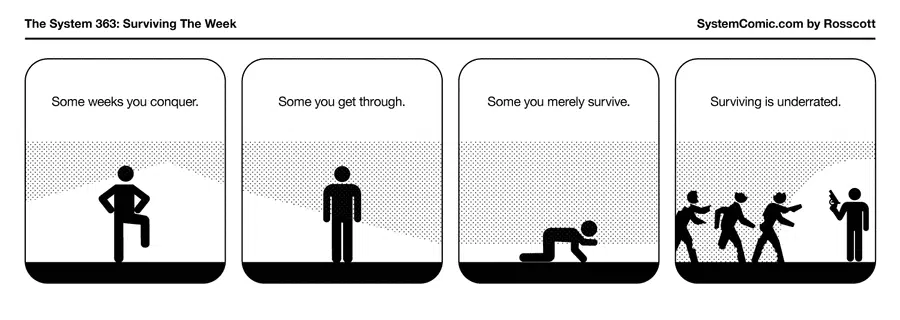 The System 363: Surviving The Week
SystemComic.com by Rosscott
Some weeks you conquer.
Some you get through.
Some you merely survive.
Surviving is underrated.